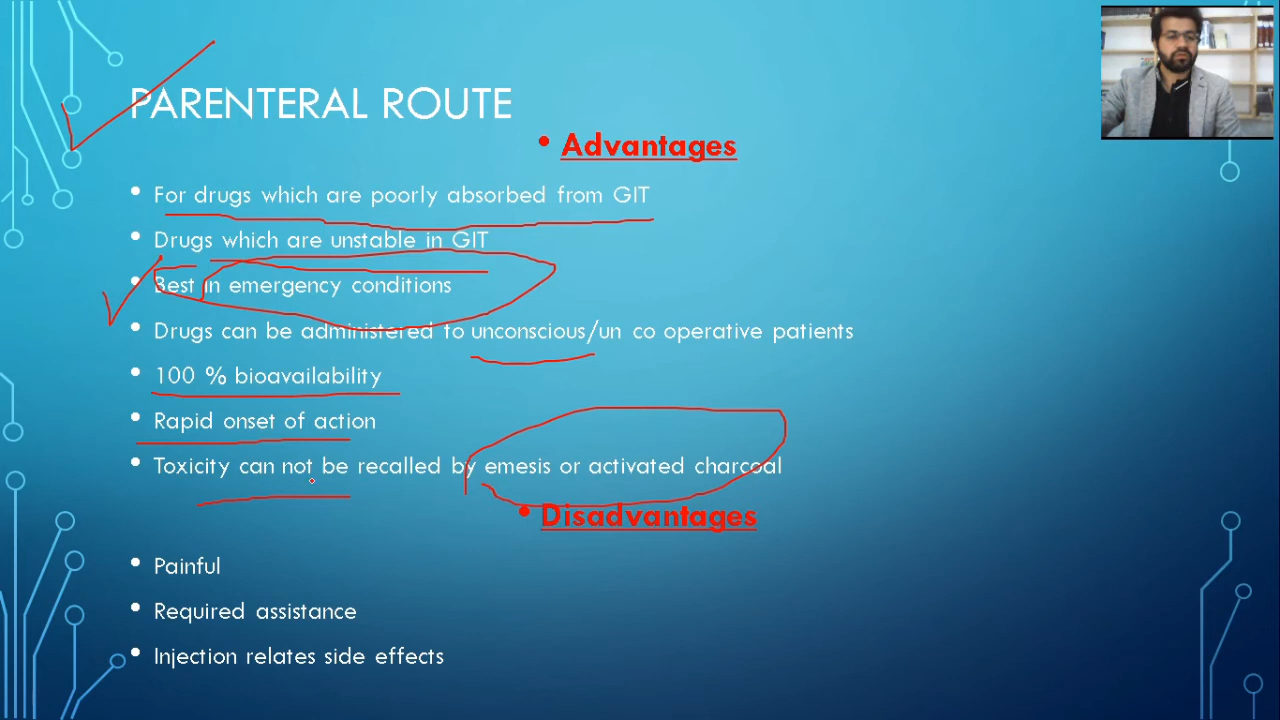 PARENTERAL ROUTE
• Advantages
• For drugs which are poorly absorbed from GIT
• Drugs which are unstable in GIT
• Best in emergency conditions
• Drugs can be administered to unconscious/un co operative patients
• 100 % bioavailability
• Rapid onset of action
• Toxicity can not be recalled by emesis or activated charcoal
• Disadvantages
• Painful
• Required assistance
• Injection relates side effects